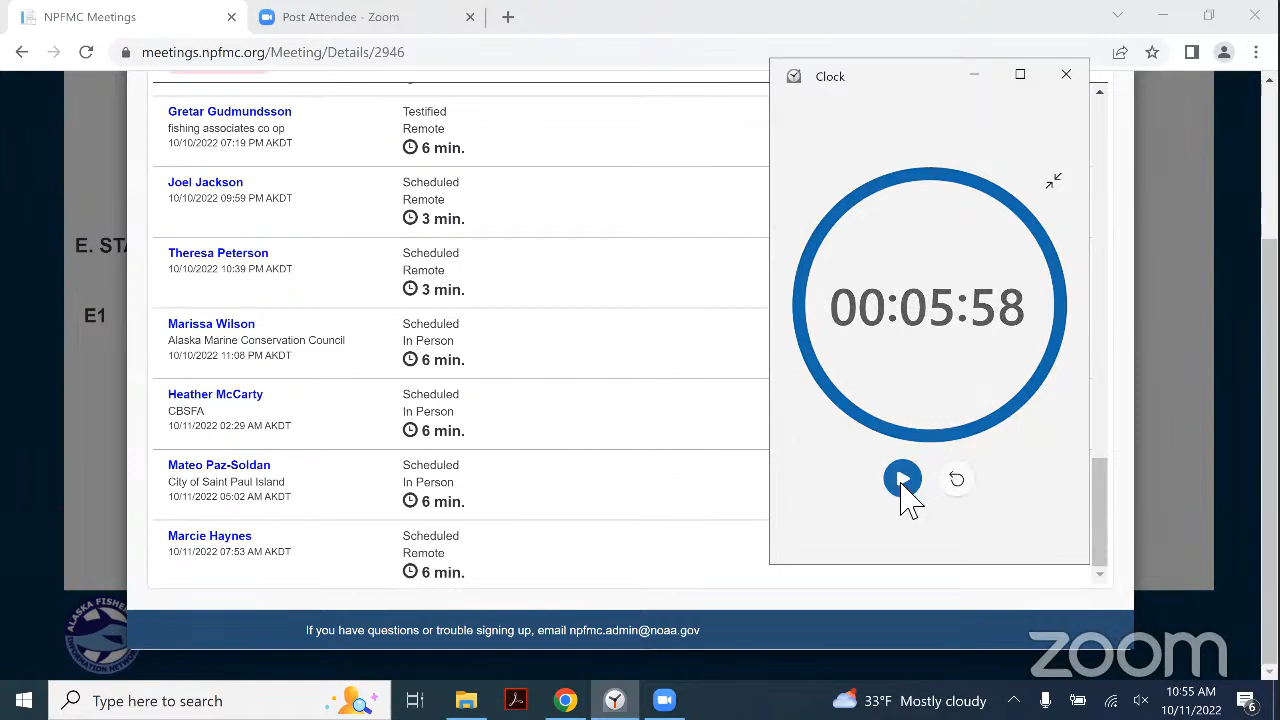 NPFMC Meetings
Post Attendee - Zoom
meetings.npfmc.org/Meeting/Details/2946
Clock
Gretar Gudmundsson
fishing associates co op
10/10/2022 07:19 PM AKDT
Testified
Remote
6 min.
Joel Jackson
10/10/2022 09:59 PM AKDT
Scheduled
Remote
3 min.
Theresa Peterson
10/10/2022 10:39 PM AKDT
Scheduled
Remote
3 min.
Marissa Wilson
Alaska Marine Conservation Council
10/10/2022 11:08 PM AKDT
Scheduled
In Person
6 min.
Heather McCarty
CBSFA
10/11/2022 02:29 AM AKDT
Scheduled
In Person
6 min.
Mateo Paz-Soldan
City of Saint Paul Island
10/11/2022 05:02 AM AKDT
Scheduled
In Person
6 min.
Marcie Haynes
10/11/2022 07:53 AM AKDT
Scheduled
Remote
6 min.
00:05:58
E. STA
E1
If you have questions or trouble signing up, email npfmc.admin@noaa.gov
ALASKA FISHER
INFORMATION NETWORK
zoom
Type here to search
33°F Mostly cloudy
10:55 AM
10/11/2022
6